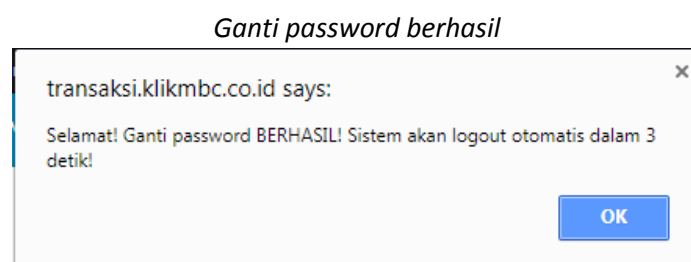 Ganti password berhasil
transaksi.klikmbc.co.id says:
Selamat! Ganti password BERHASIL! Sistem akan logout otomatis dalam 3
detik!
OK